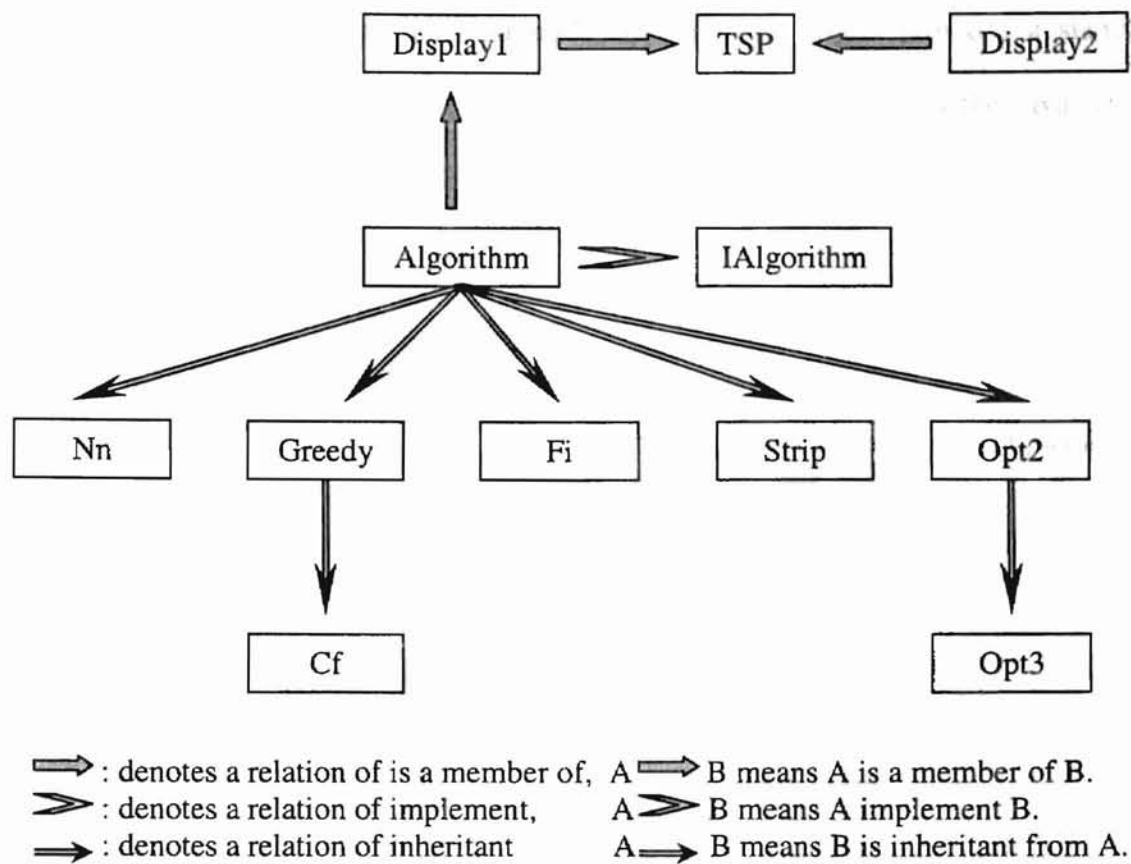 Display1 TSP Display2
Algorithm IAlgorithm
Nn Greedy Fi Strip Opt2
Cf Opt3
: denotes a relation of is a member of, A B means A is a member of B.
: denotes a relation of implement, A B means A implement B.
: denotes a relation of inheritant A B means B is inheritant from A.